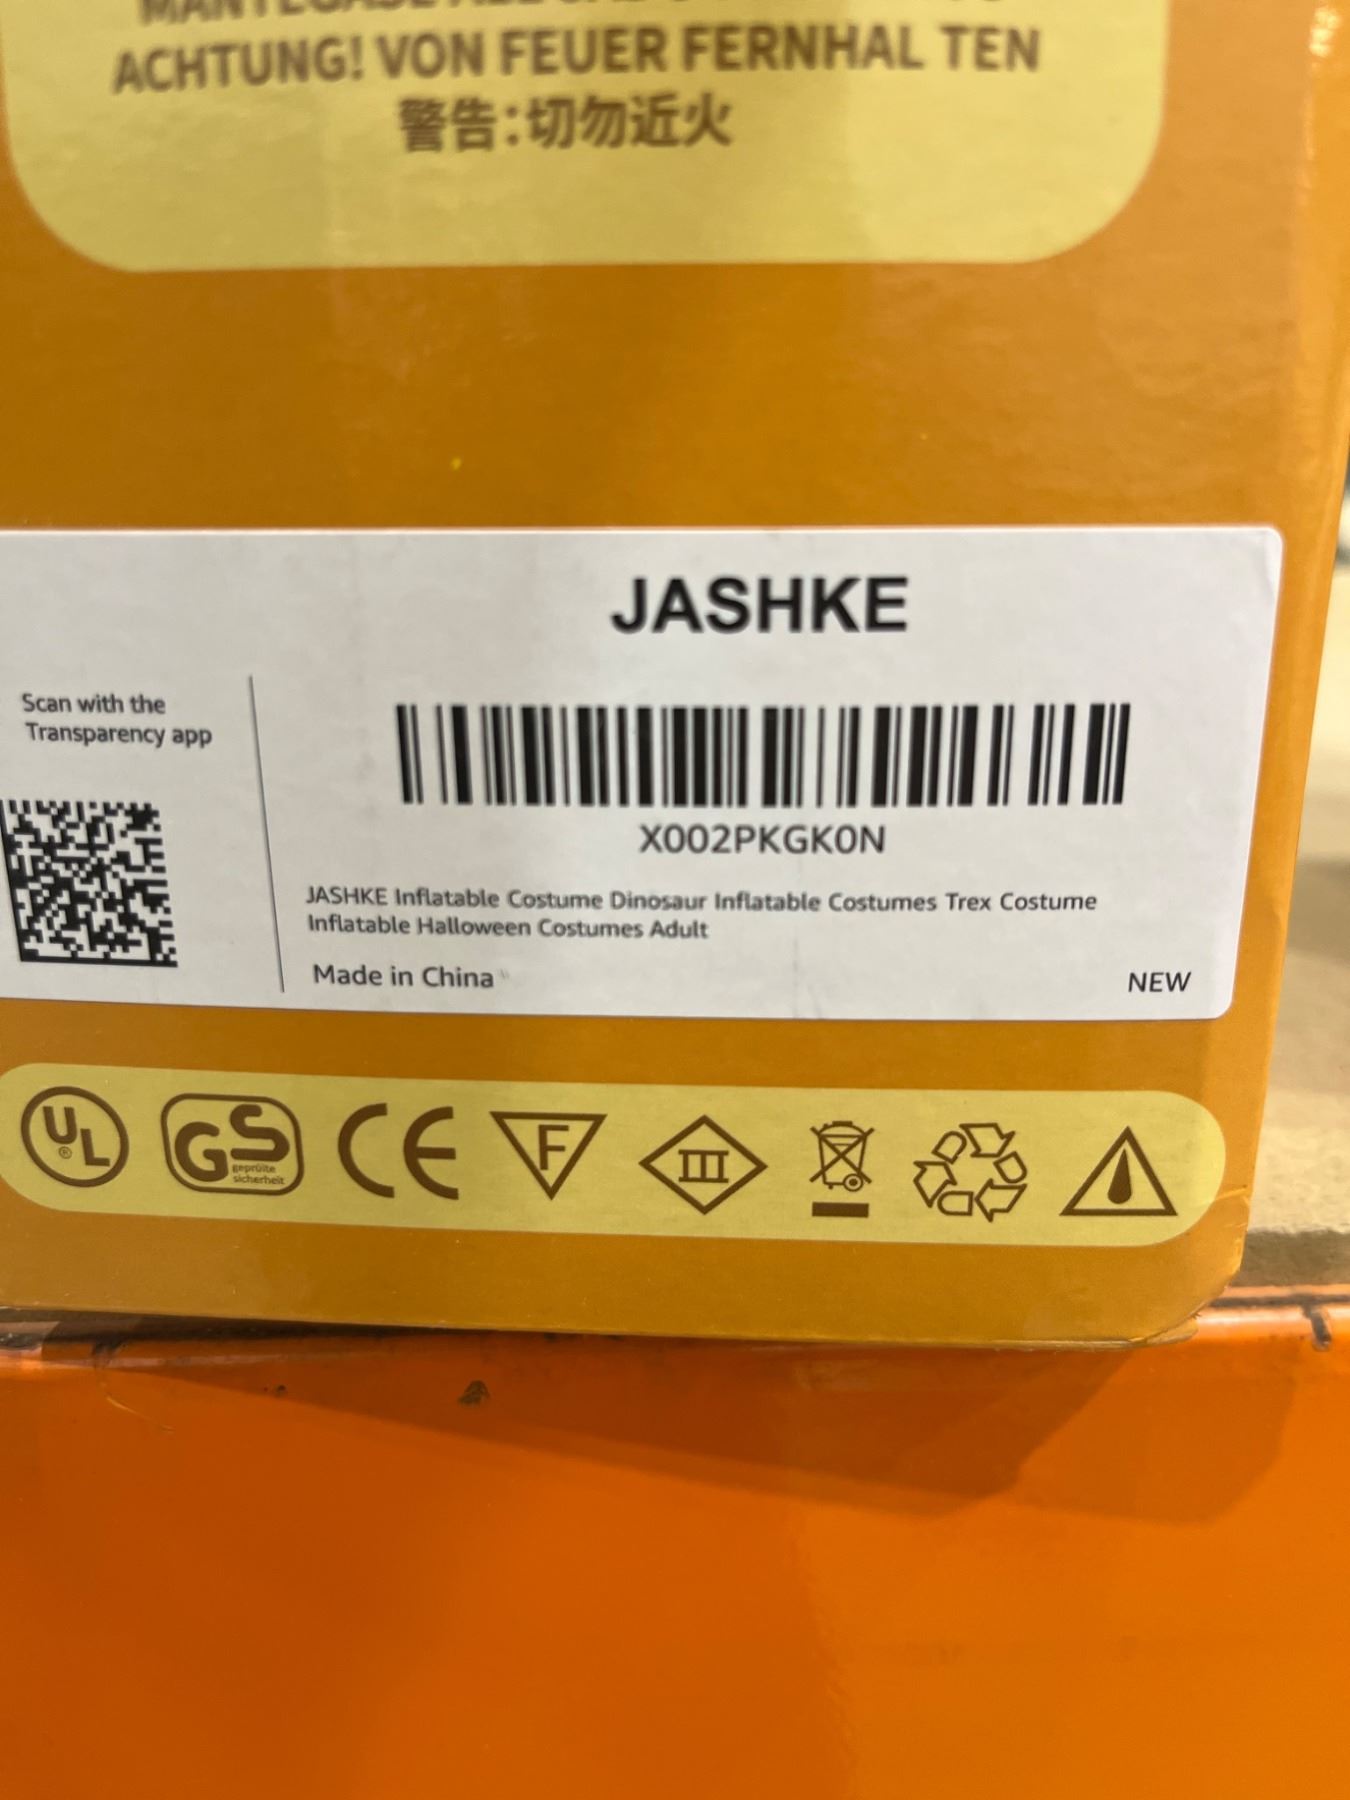 ACHTUNG! VON FEUER FERNHAL TEN
警告:切勿近火
JASHKE
Scan with the
Transparency app
X002PKGK0N
JASHKE Inflatable Costume Dinosaur Inflatable Costumes Trex Costume
Inflatable Halloween Costumes Adult
Made in China
NEW
UL
®
GS
geprüfte
sicherheit
CE
F
III